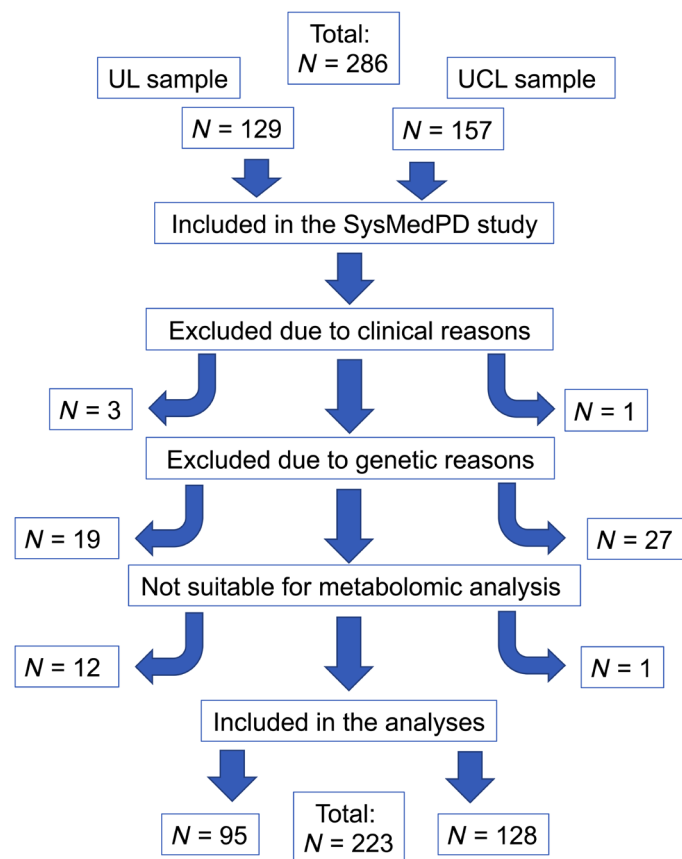 Total:
N = 286
UL sample
UCL sample
N = 129
N = 157
Included in the SysMedPD study
Excluded due to clinical reasons
N = 3
N = 1
Excluded due to genetic reasons
N = 19
N = 27
Not suitable for metabolomic analysis
N = 12
N = 1
Included in the analyses
N = 95
Total:
N = 223
N = 128